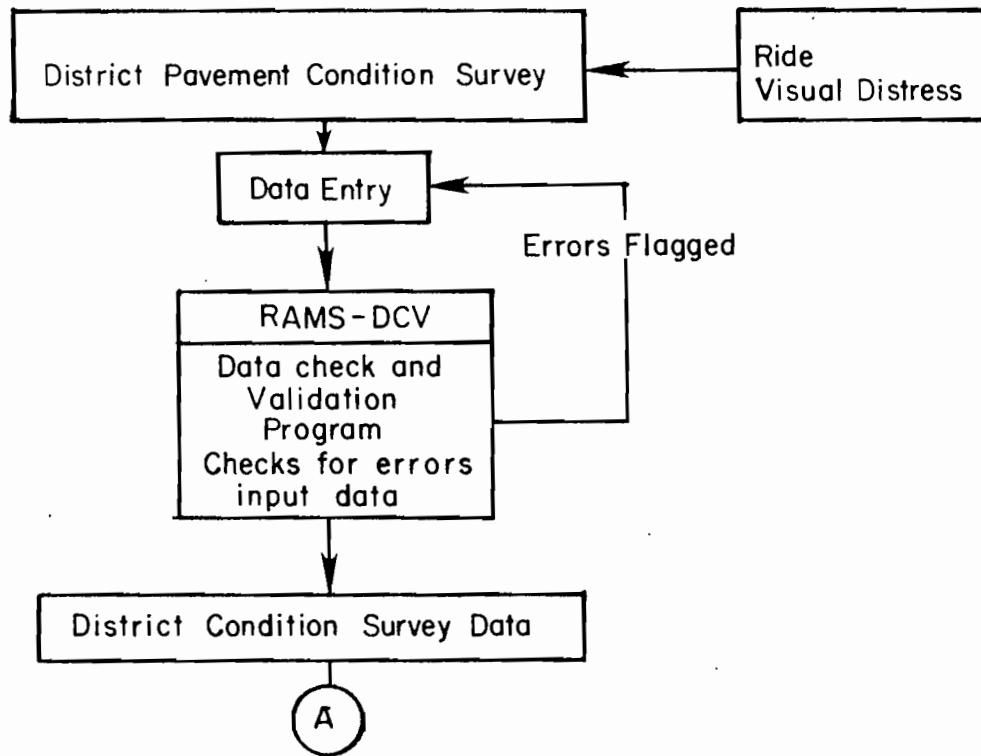 District Pavement Condition Survey
Ride
Visual Distress
Data Entry
Errors Flagged
RAMS-DCV
Data check and
Validation
Program
Checks for errors
input data
District Condition Survey Data
A